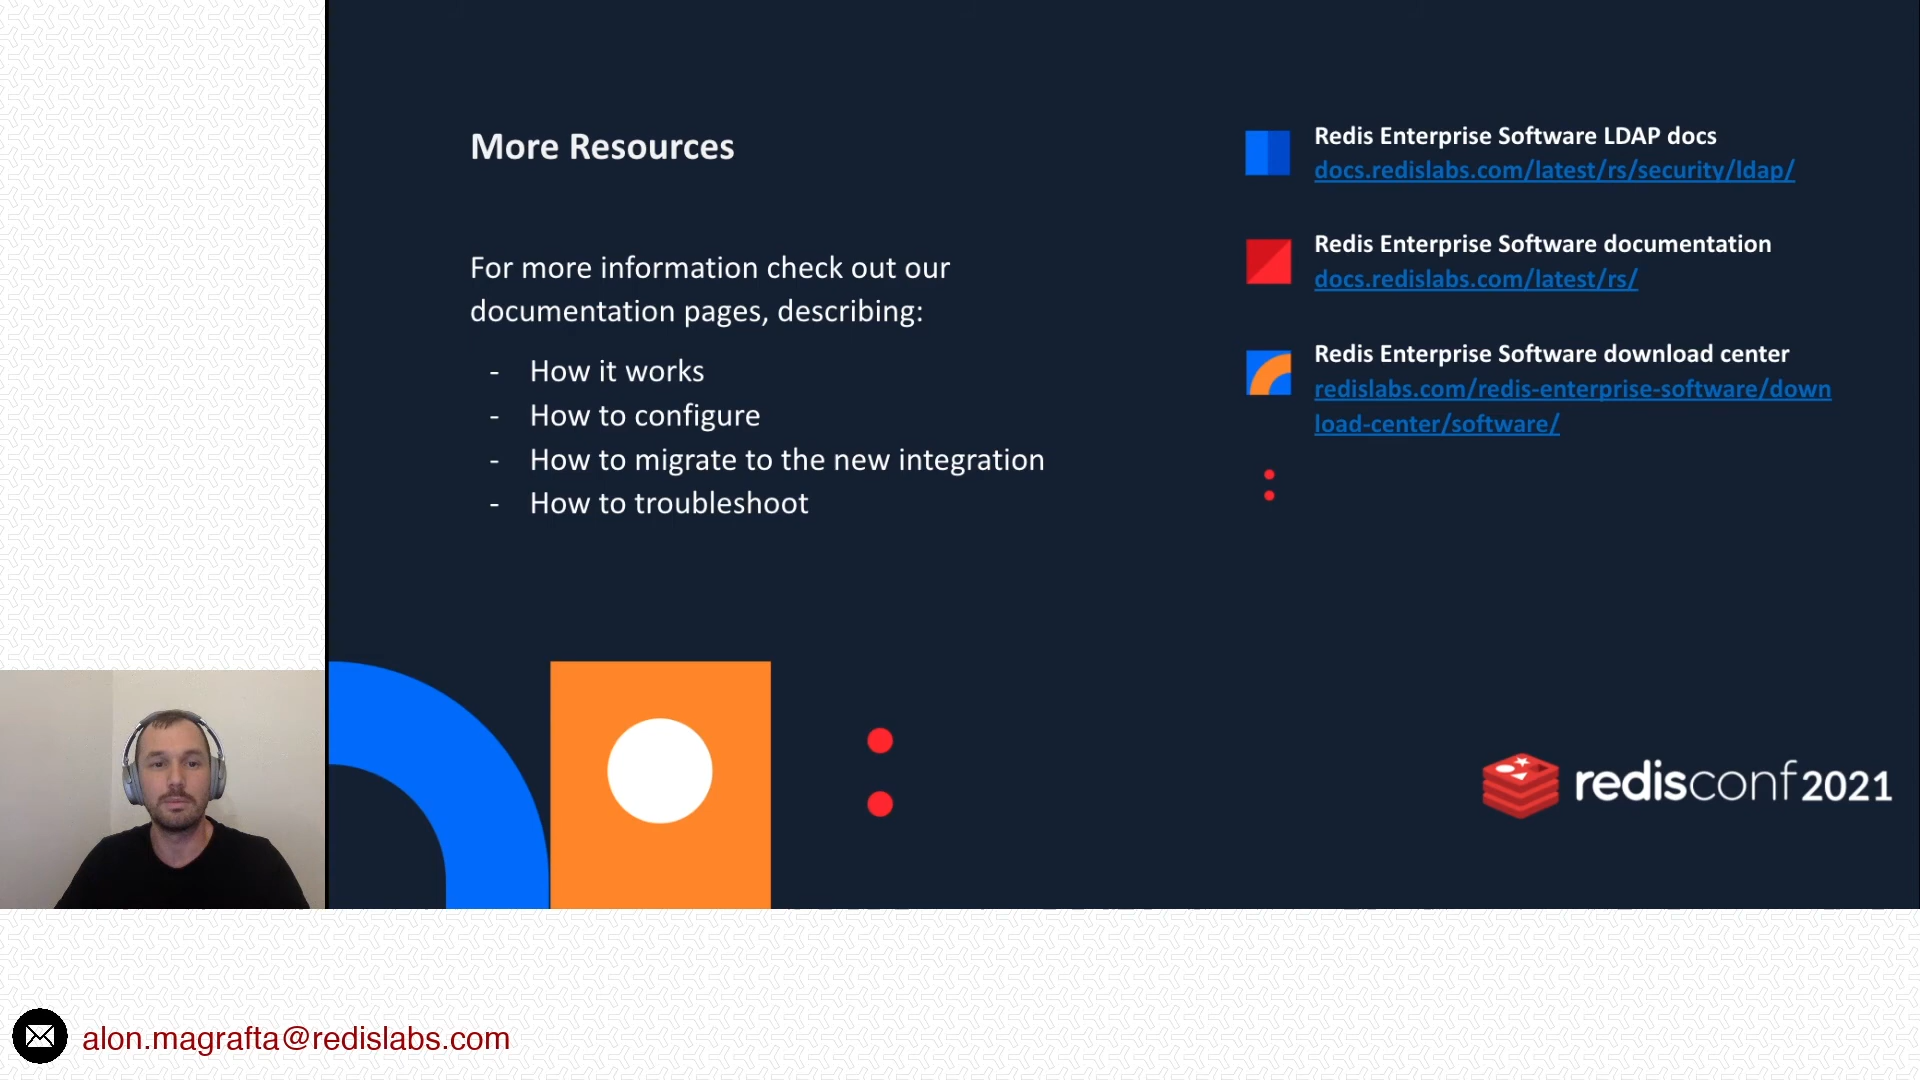 More Resources
For more information check out our
documentation pages, describing:
- How it works
- How to configure
- How to migrate to the new integration
- How to troubleshoot
Redis Enterprise Software LDAP docs
docs.redislabs.com/latest/rs/security/ldap/
Redis Enterprise Software documentation
docs.redislabs.com/latest/rs/
Redis Enterprise Software download center
redislabs.com/redis-enterprise-software/down
load-center/software/
redisconf2021
alon.magrafta@redislabs.com